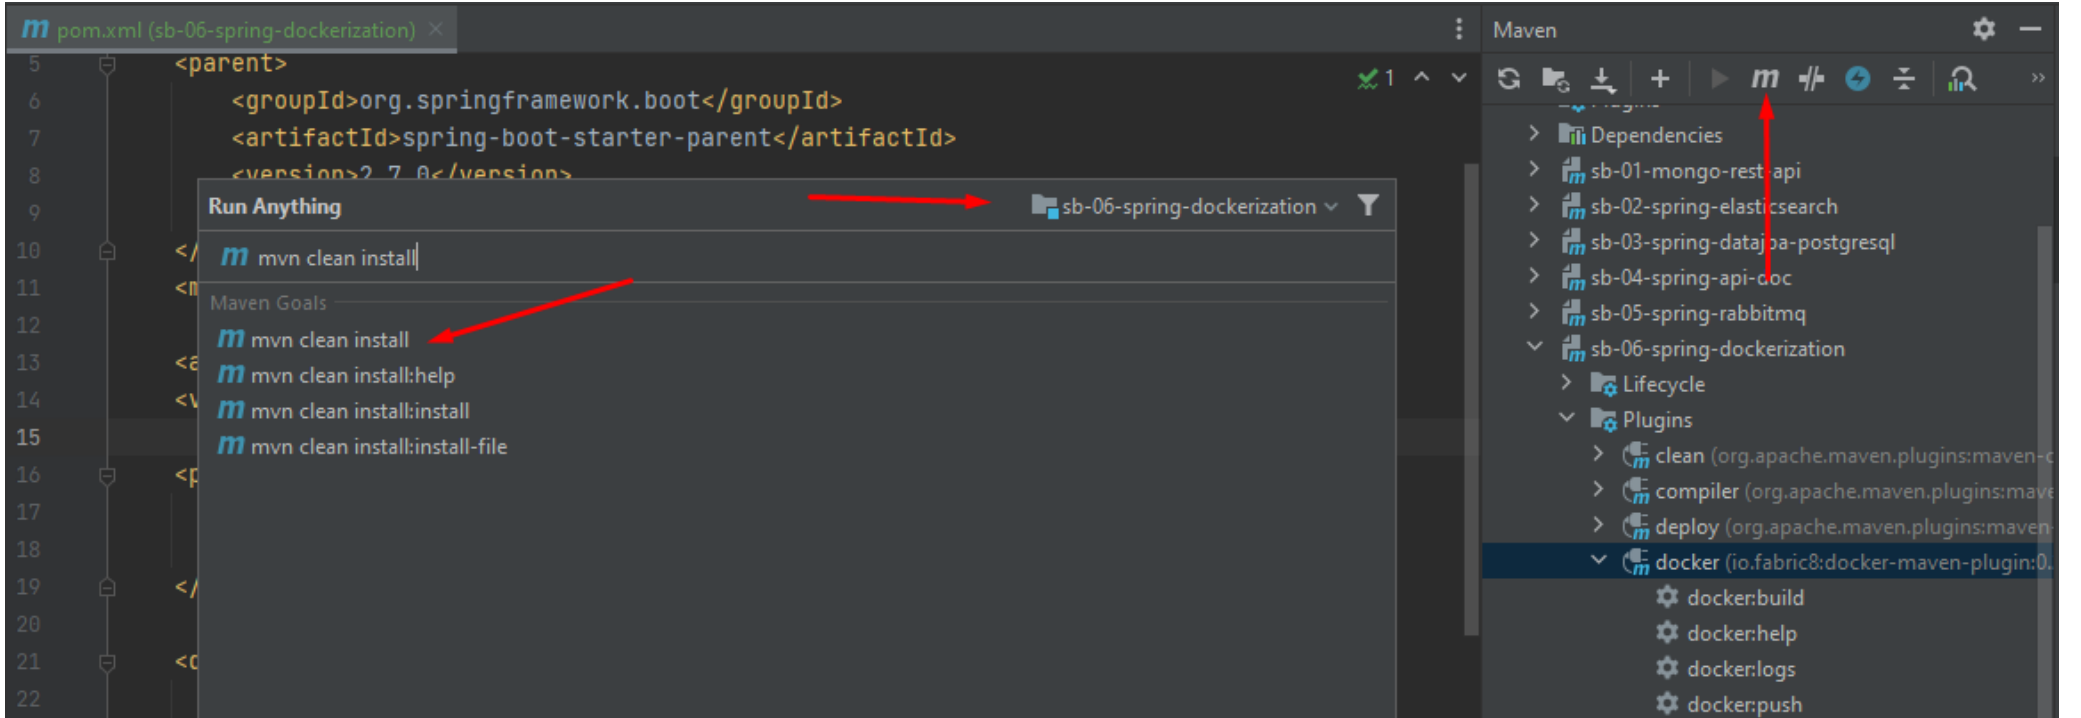 m pom.xml (sb-06-spring-dockerization)
5 <parent>
6 <groupId>org.springframework.boot</groupId>
7 <artifactId>spring-boot-starter-parent</artifactId>
8 <version>2.7.0</version>
9
10 </
11 <m
12
13 <a
14 <v
15
16 <p
17
18
19 </
20
21 <d
22
1
Run Anything
sb-06-spring-dockerization
m mvn clean install
Maven Goals
m mvn clean install
m mvn clean install:help
m mvn clean install:install
m mvn clean install:install-file
Maven
m
Plugins
Dependencies
sb-01-mongo-rest-api
sb-02-spring-elasticsearch
sb-03-spring-datajpa-postgresql
sb-04-spring-api-doc
sb-05-spring-rabbitmq
sb-06-spring-dockerization
Lifecycle
Plugins
clean (org.apache.maven.plugins:maven-c
compiler (org.apache.maven.plugins:mave
deploy (org.apache.maven.plugins:maven-
docker (io.fabric8:docker-maven-plugin:0.
docker:build
docker:help
docker:logs
docker:push